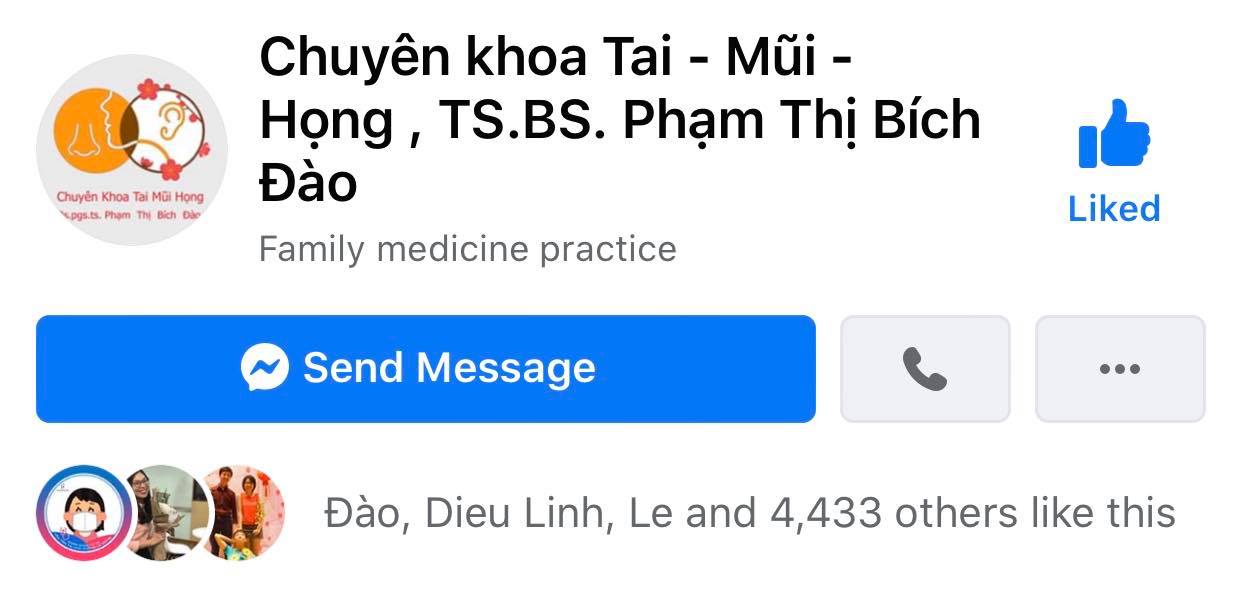 Chuyên khoa Tai - Mũi -
Họng , TS.BS. Phạm Thị Bích
Đào
Family medicine practice
Liked
Chuyên Khoa Tai Mũi Họng
s.pgs.ts. Phạm Thị Bích Đào
Send Message
Đào, Dieu Linh, Le and 4,433 others like this